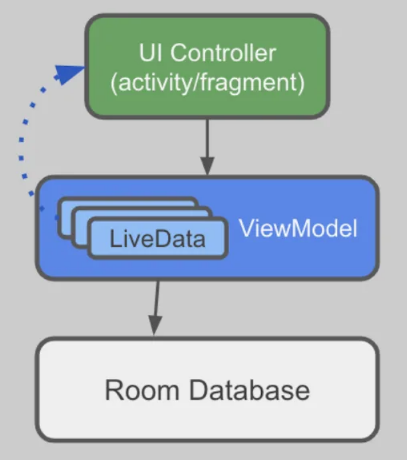 UI Controller
(activity/fragment)
LiveData
ViewModel
Room Database